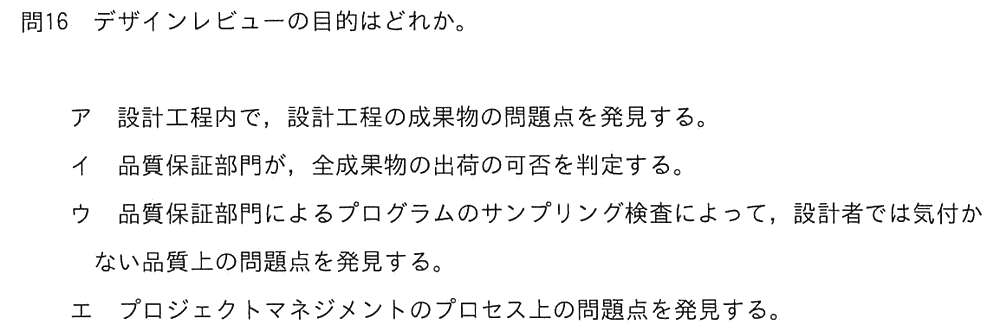 問16　デザインレビューの目的はどれか。
ア　設計工程内で，設計工程の成果物の問題点を発見する。
イ　品質保証部門が，全成果物の出荷の可否を判定する。
ウ　品質保証部門によるプログラムのサンプリング検査によって，設計者では気付か
ない品質上の問題点を発見する。
エ　プロジェクトマネジメントのプロセス上の問題点を発見する。